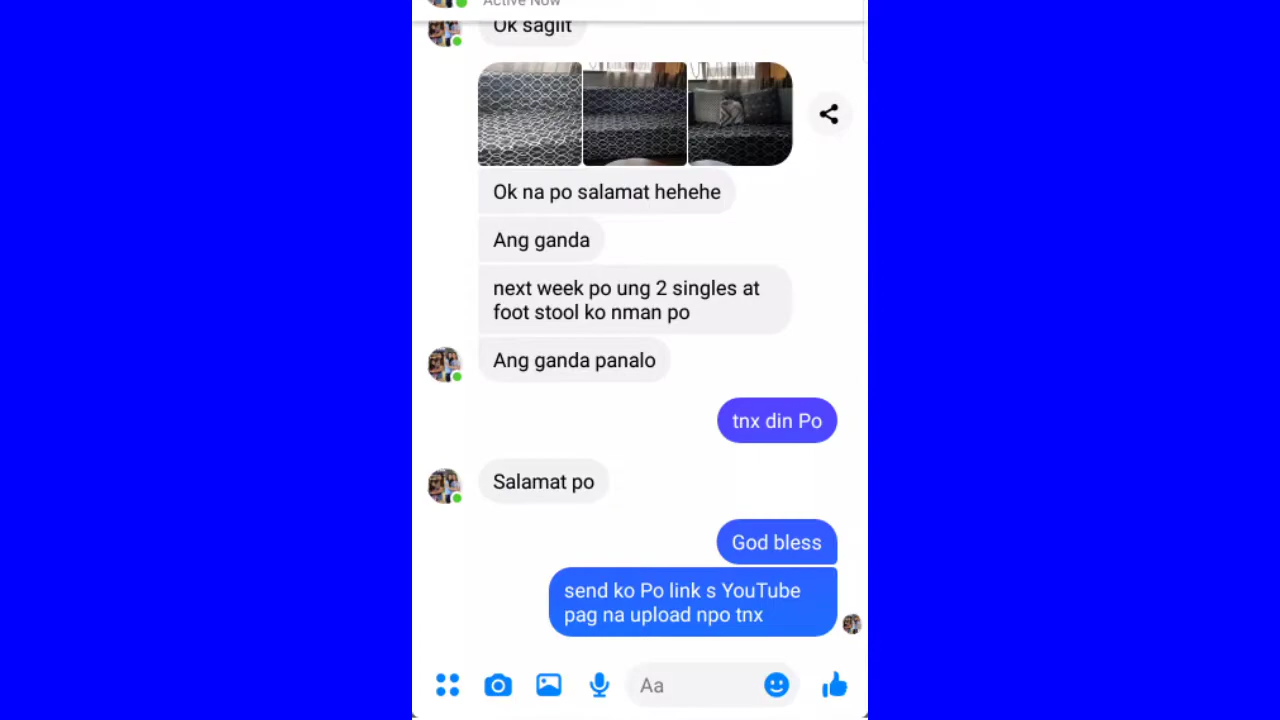 Active Now
Ok saglit
Ok na po salamat hehehe
Ang ganda
next week po ung 2 singles at
foot stool ko nman po
Ang ganda panalo
tnx din Po
Salamat po
God bless
send ko Po link s YouTube
pag na upload npo tnx
Aa